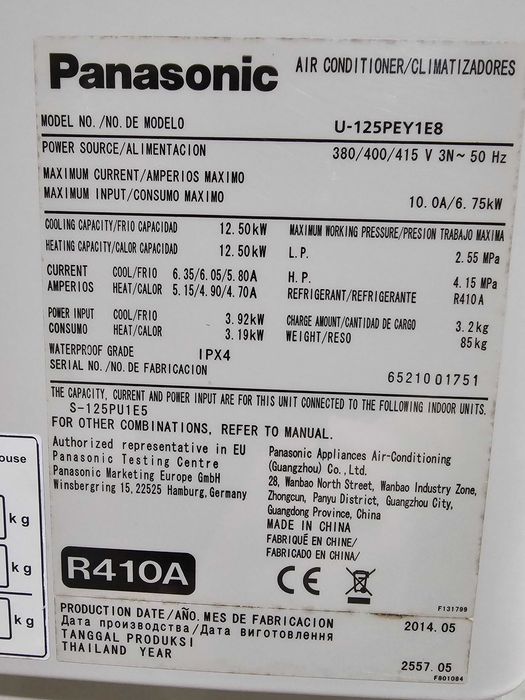 Panasonic AIR CONDITIONER/CLIMATIZADORES
MODEL NO./NO. DE MODELO U-125PEY1E8
POWER SOURCE/ALIMENTACION 380/400/415 V 3N~ 50 Hz
MAXIMUM CURRENT/AMPERIOS MAXIMO
MAXIMUM INPUT/CONSUMO MAXIMO 10.0A/6.75kW
COOLING CAPACITY/FRIO CAPACIDAD 12.50kW MAXIMUM WORKING PRESSURE/PRESION TRABAJO MAXIMA
HEATING CAPACITY/CALOR CAPACIDAD 12.50kW L.P. 2.55 MPa
CURRENT COOL/FRIO 6.35/6.05/5.80A H.P. 4.15 MPa
AMPERIOS HEAT/CALOR 5.15/4.90/4.70A REFRIGERANT/REFRIGERANTE R410A
POWER INPUT COOL/FRIO 3.92kW CHARGE AMOUNT/CANTIDAD DE CARGO 3.2kg
CONSUMO HEAT/CALOR 3.19kW WEIGHT/RESO 85kg
WATERPROOF GRADE IPX4
SERIAL NO./NO. DE FABRICACION 6521001751
THE CAPACITY, CURRENT AND POWER INPUT ARE FOR THIS UNIT CONNECTED TO THE FOLLOWING INDOOR UNITS.
S-125PU1E5
FOR OTHER COMBINATIONS, REFER TO MANUAL.
Authorized representative in EU
Panasonic Testing Centre
Panasonic Marketing Europe GmbH
Winsbergring 15, 22525 Hamburg, Germany
Panasonic Appliances Air-Conditioning
(Guangzhou) Co., Ltd.
28, Wanbao North Street, Wanbao Industry Zone,
Zhongcun, Panyu District, Guangzhou City,
Guangdong Province, China
MADE IN CHINA
FABRIQUÉ EN CHINE/
FABRICADO EN CHINA/
R410A
CE
F131799
PRODUCTION DATE/AÑO. MES DE FABRICACION
Дата производства/Дата виготовлення 2014.05
TANGGAL PRODUKSI
THAILAND YEAR 2557.05
F801084
ouse
kg
kg
kg